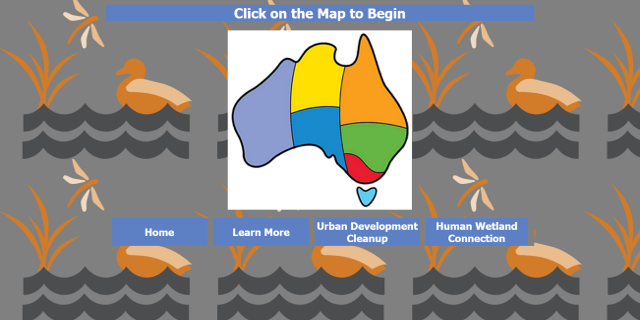 Click on the Map to Begin
Home
Learn More
Urban Development
Cleanup
Human Wetland
Connection